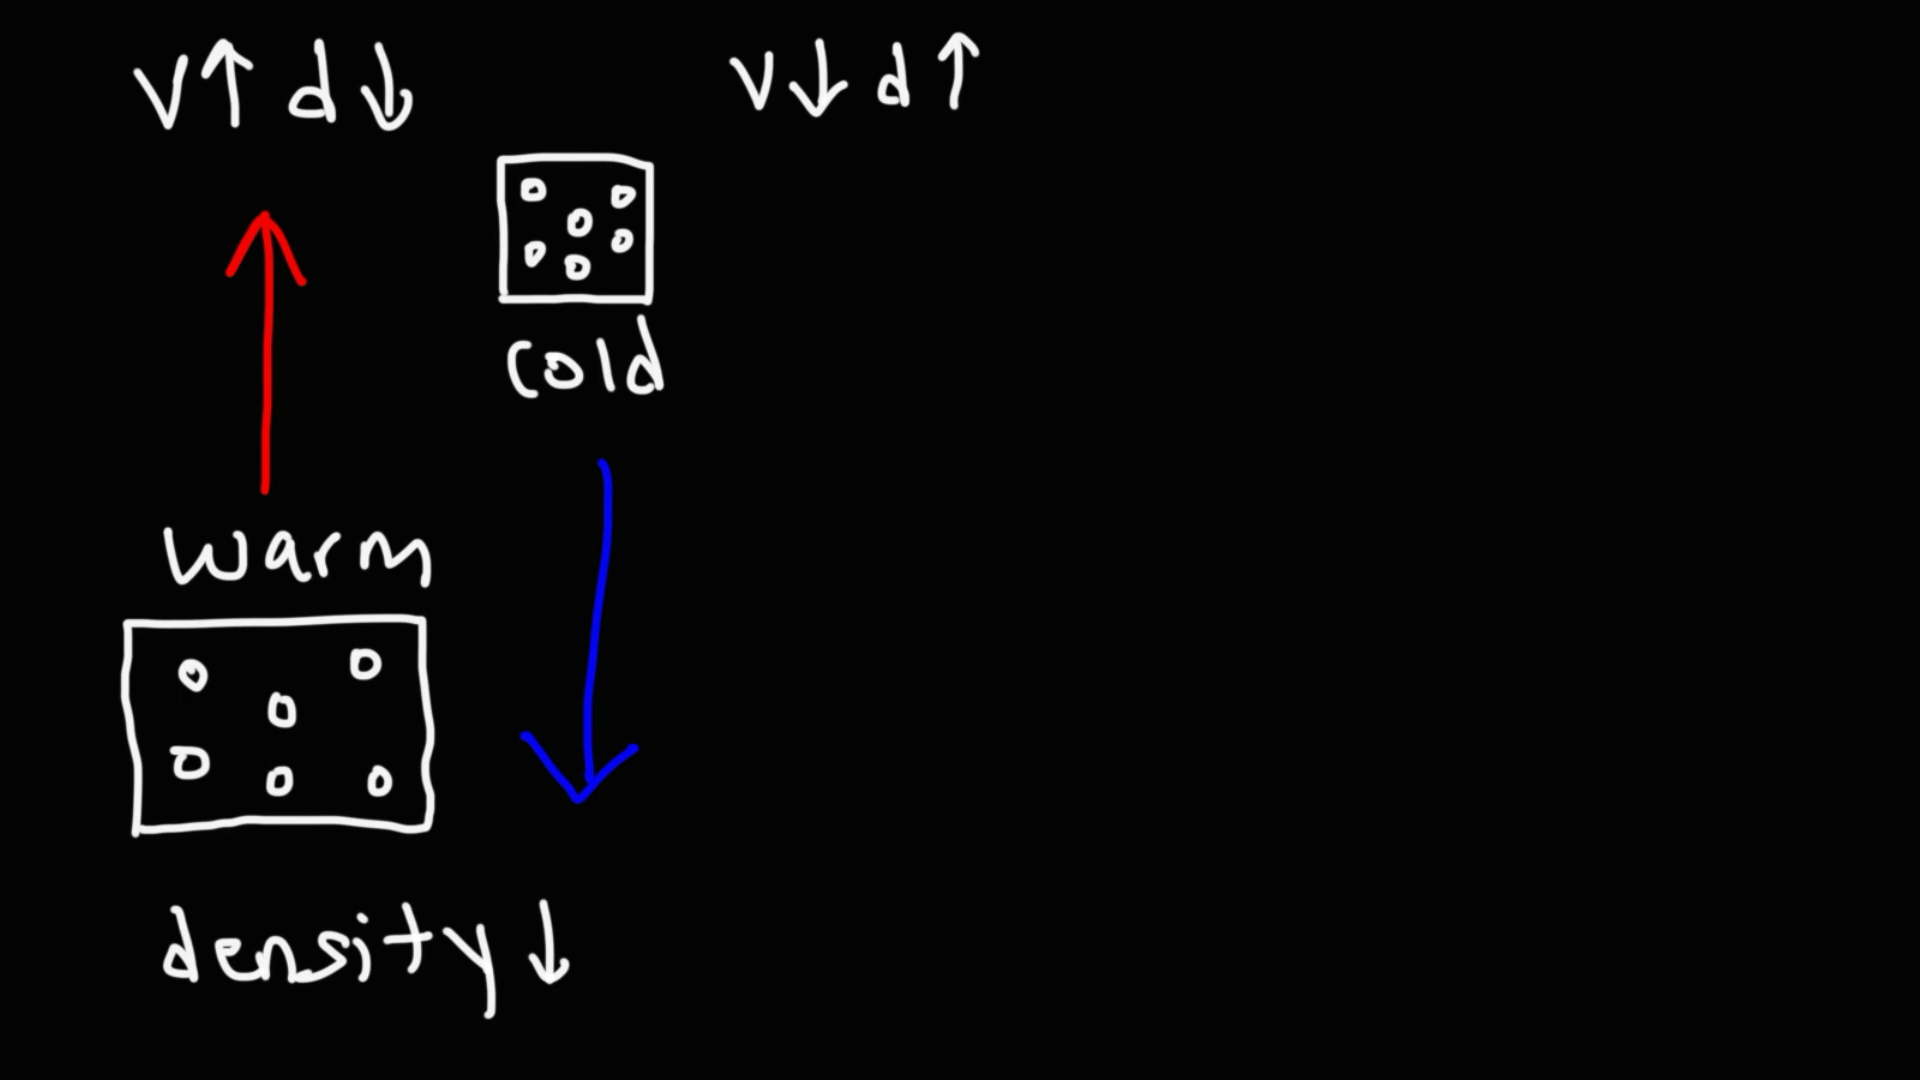 V↑ d↓
V↓ d↑
cold
warm
density ↓